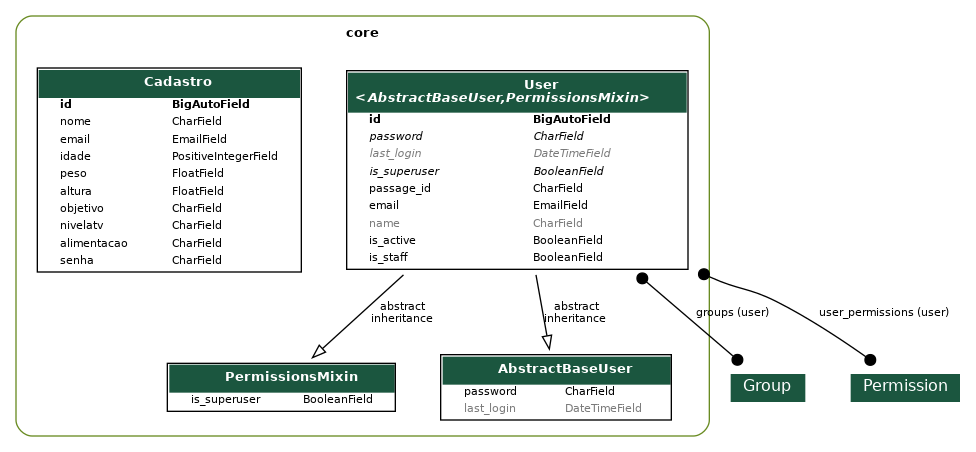 core
Cadastro
id BigAutoField
nome CharField
email EmailField
idade PositiveIntegerField
peso FloatField
altura FloatField
objetivo CharField
nivelatv CharField
alimentacao CharField
senha CharField
User
<AbstractBaseUser,PermissionsMixin>
id BigAutoField
password CharField
last_login DateTimeField
is_superuser BooleanField
passage_id CharField
email EmailField
name CharField
is_active BooleanField
is_staff BooleanField
abstract
inheritance
abstract
inheritance
groups (user)
user_permissions (user)
PermissionsMixin
is_superuser BooleanField
AbstractBaseUser
password CharField
last_login DateTimeField
Group
Permission